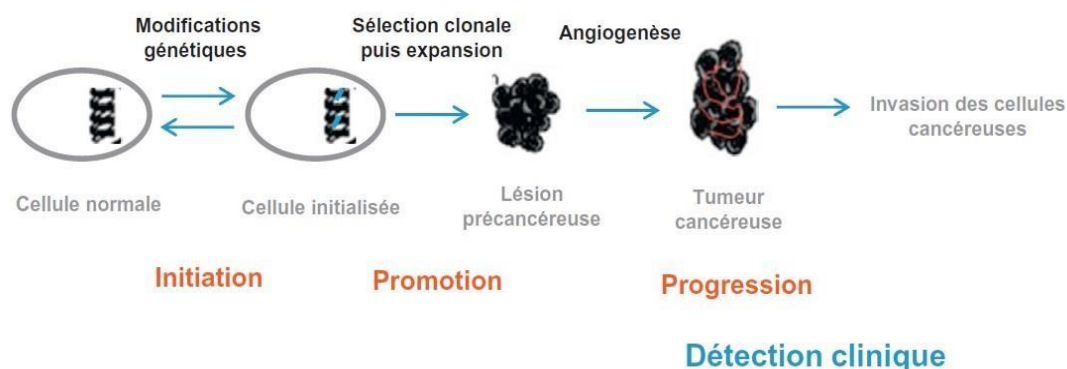 Modifications
génétiques
Sélection clonale
puis expansion
Angiogenèse
Invasion des cellules
cancéreuses
Cellule normale
Cellule initialisée
Lésion
précancéreuse
Tumeur
cancéreuse
Initiation
Promotion
Progression
Détection clinique